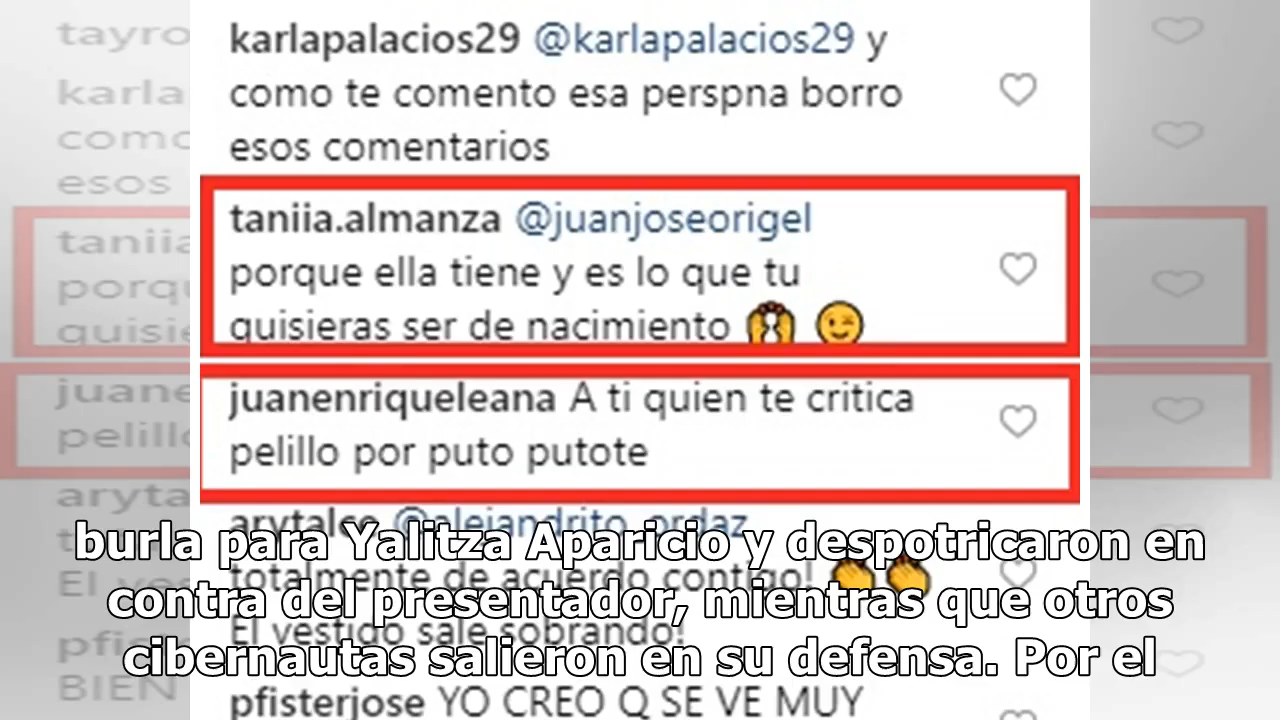 karlapalacios29 @karlapalacios29 y
como te comento esa perspna borro
esos comentarios
taniia.almanza @juanjoseorigel
porque ella tiene y es lo que tu
quisieras ser de nacimiento 🙌 😉
juanenriqueleana A ti quien te critica
pelillo por puto putote
arytalco @alejandrito_ordaz
totalmente de acuerdo contigo! 👏👏
El vestido sale sobrando!
pfisterjose YO CREO Q SE VE MUY
burla para Yalitza Aparicio y despotricaron en
contra del presentador, mientras que otros
cibernautas salieron en su defensa. Por el